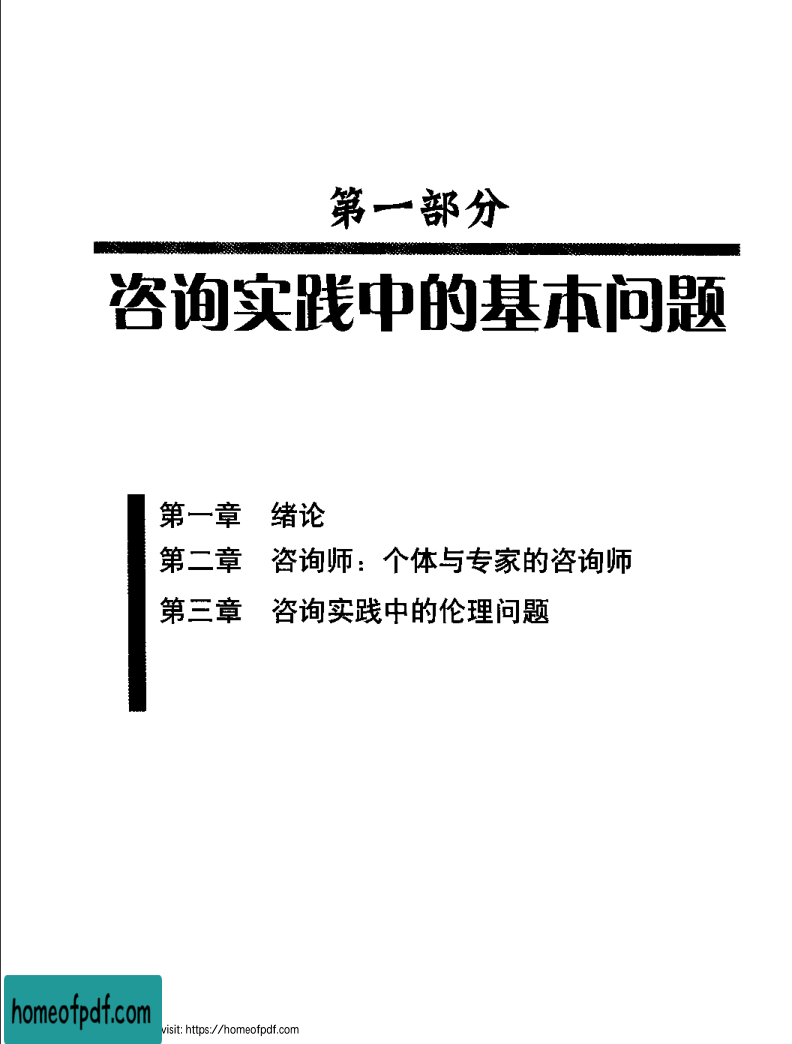 第一部分
咨询实践中的基本问题
第一章 绪论
第二章 咨询师：个体与专家的咨询师
第三章 咨询实践中的伦理问题
homeofpdf.com
visit: https://homeofpdf.com